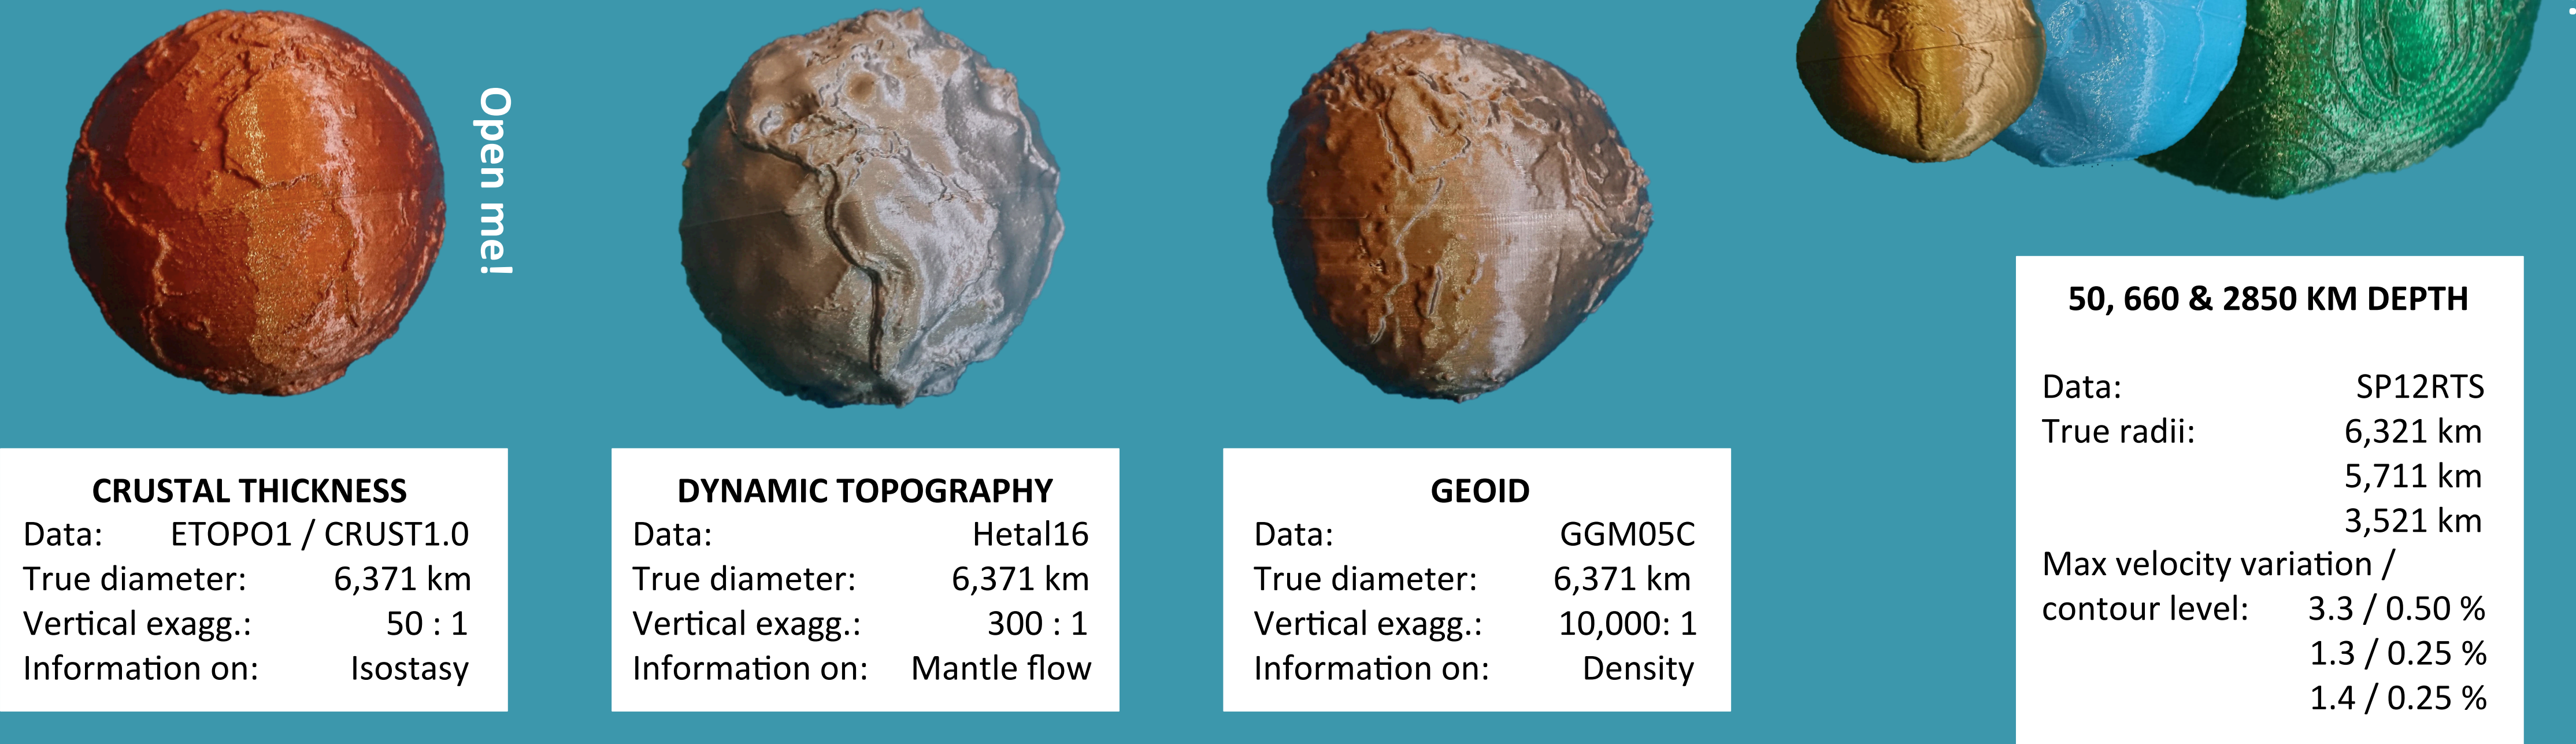 Open me!
CRUSTAL THICKNESS
Data: ETOPO1 / CRUST1.0
True diameter: 6,371 km
Vertical exagg.: 50 : 1
Information on: Isostasy
DYNAMIC TOPOGRAPHY
Data: Hetal16
True diameter: 6,371 km
Vertical exagg.: 300 : 1
Information on: Mantle flow
GEOID
Data: GGM05C
True diameter: 6,371 km
Vertical exagg.: 10,000: 1
Information on: Density
50, 660 & 2850 KM DEPTH
Data: SP12RTS
True radii: 6,321 km
5,711 km
3,521 km
Max velocity variation /
contour level: 3.3 / 0.50 %
1.3 / 0.25 %
1.4 / 0.25 %